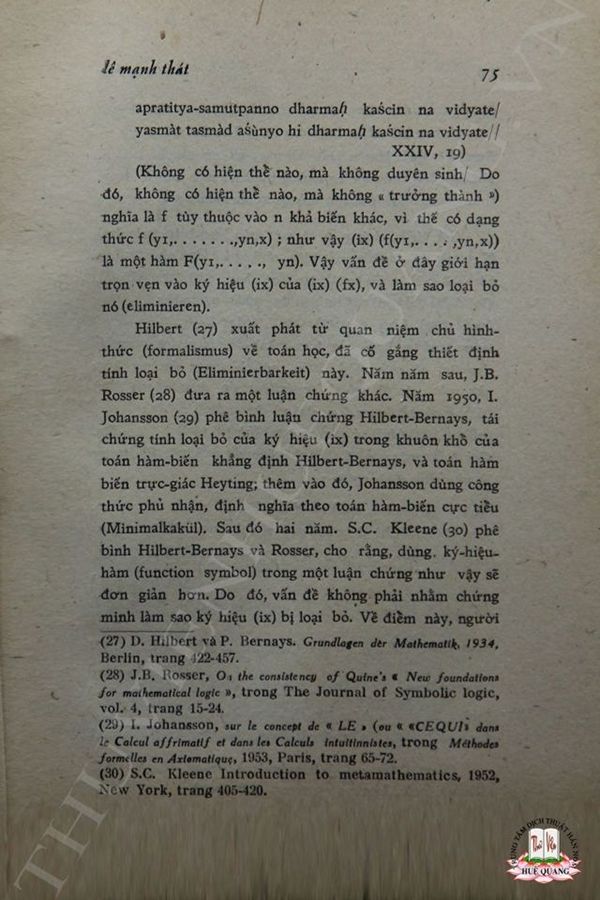 lê mạnh thát 75
apratitya-samutpanno dharmaḥ kaścin na vidyate/
yasmàt tasmàd aśùnyo hi dharmaḥ kaścin na vidyate//
XXIV, 19)
(Không có hiện thể nào, mà không duyên sinh/ Do
đó, không có hiện thể nào, mà không « trưởng thành »)
nghĩa là f tùy thuộc vào n khả biến khác, vì thế có dạng
thức f (y1,. . . . . . .,yn,x) ; như vậy (ix) (f(y1,. . . . ,yn,x))
là một hàm F(y1,. . . . ., yn). Vậy vấn đề ở đây giới hạn
trọn vẹn vào ký hiệu (ix) của (ix) (fx), và làm sao loại bỏ
nó (eliminieren).
Hilbert (27) xuất phát từ quan niệm chủ hình-
thức (formalismus) về toán học, đã cố gắng thiết định
tính loại bỏ (Eliminierbarkeit) này. Năm năm sau, J.B.
Rosser (28) đưa ra một luận chứng khác. Năm 1950, I.
Johansson (29) phê bình luận chứng Hilbert-Bernays, tái
chứng tính loại bỏ của ký hiệu (ix) trong khuôn khổ của
toán hàm-biến khẳng định Hilbert-Bernays, và toán hàm
biến trực-giác Heyting; thêm vào đó, Johansson dùng công
thức phủ nhận, định nghĩa theo toán hàm-biến cực tiểu
(Minimalkakül). Sau đó hai năm. S.C. Kleene (30) phê
bình Hilbert-Bernays và Rosser, cho rằng, dùng ký-hiệu-
hàm (function symbol) trong một luận chứng như vậy sẽ
đơn giản hơn. Do đó, vấn đề không phải nhằm chứng
minh làm sao ký hiệu (ix) bị loại bỏ. Về điểm này, người
(27) D. Hilbert và P. Bernays. Grundlagen dèr Mathematik, 1934,
Berlin, trang 422-457.
(28) J.B. Rosser, On the consistency of Quine's « New foundations
for mathematical logic », trong The Journal of Symbolic logic,
vol. 4, trang 15-24.
(29) I. Johansson, sur le concept de « LE » (ou « «CEQUI» dans
le Calcul affrimatif et dans les Calculs intuitinnistes, trong Méthodes
formelles en Axiomatique, 1953, Paris, trang 65-72.
(30) S.C. Kleene Introduction to metamathematics, 1952,
New York, trang 405-420.
TRUNG TÂM DỊCH THUẬT HÁN NÔM
HUỆ QUANG